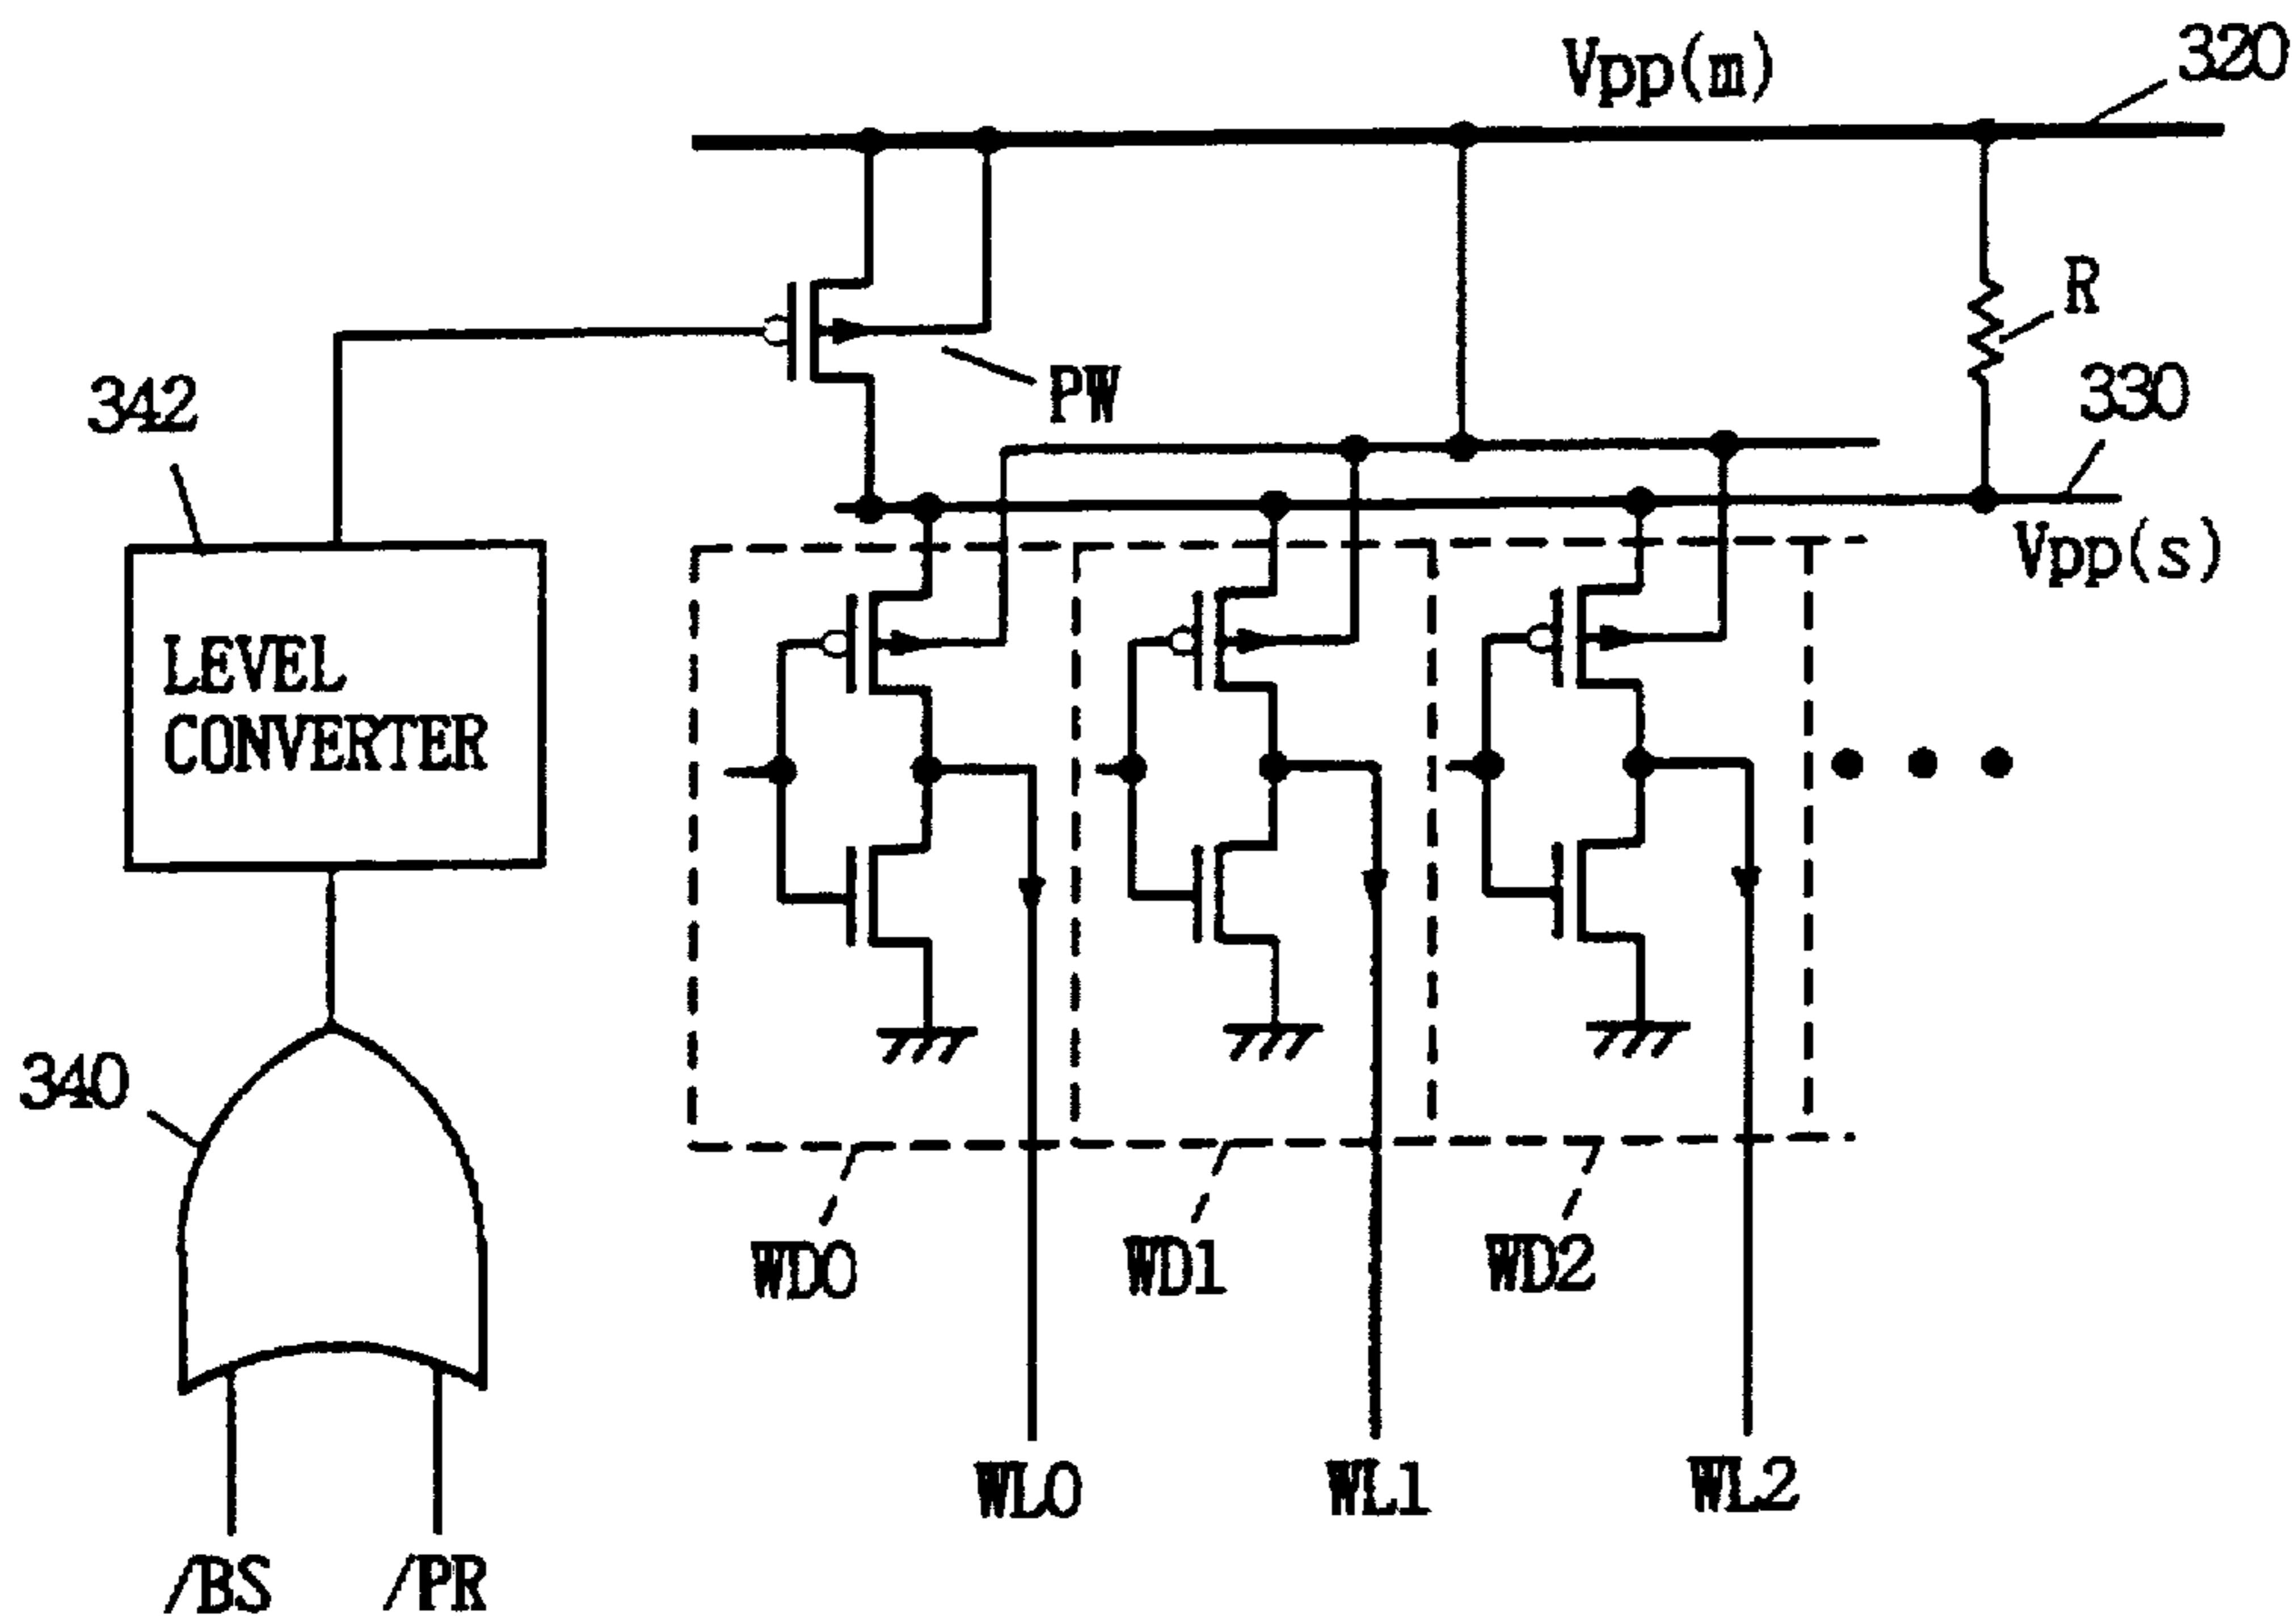 Vpp(m)
320
R
342
PW
330
Vpp(s)
LEVEL
CONVERTER
340
WD0
WD1
WD2
WL0
WL1
WL2
/BS
/PR